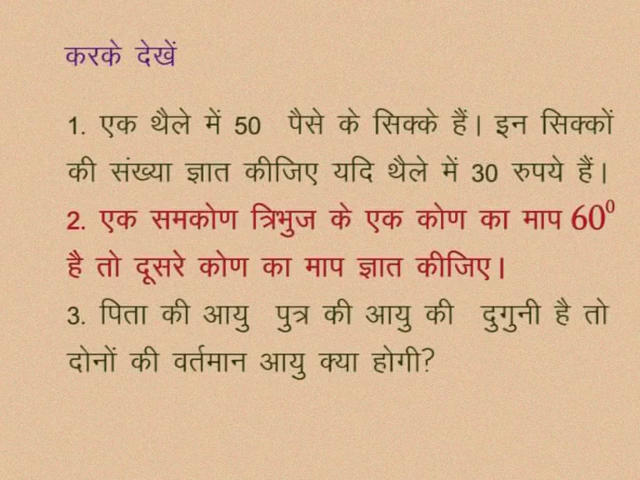 करके देखें
1. एक थैले में 50 पैसे के सिक्के हैं। इन सिक्कों
की संख्या ज्ञात कीजिए यदि थैले में 30 रुपये हैं।
2. एक समकोण त्रिभुज के एक कोण का माप 60⁰
है तो दूसरे कोण का माप ज्ञात कीजिए।
3. पिता की आयु पुत्र की आयु की दुगुनी है तो
दोनों की वर्तमान आयु क्या होगी?